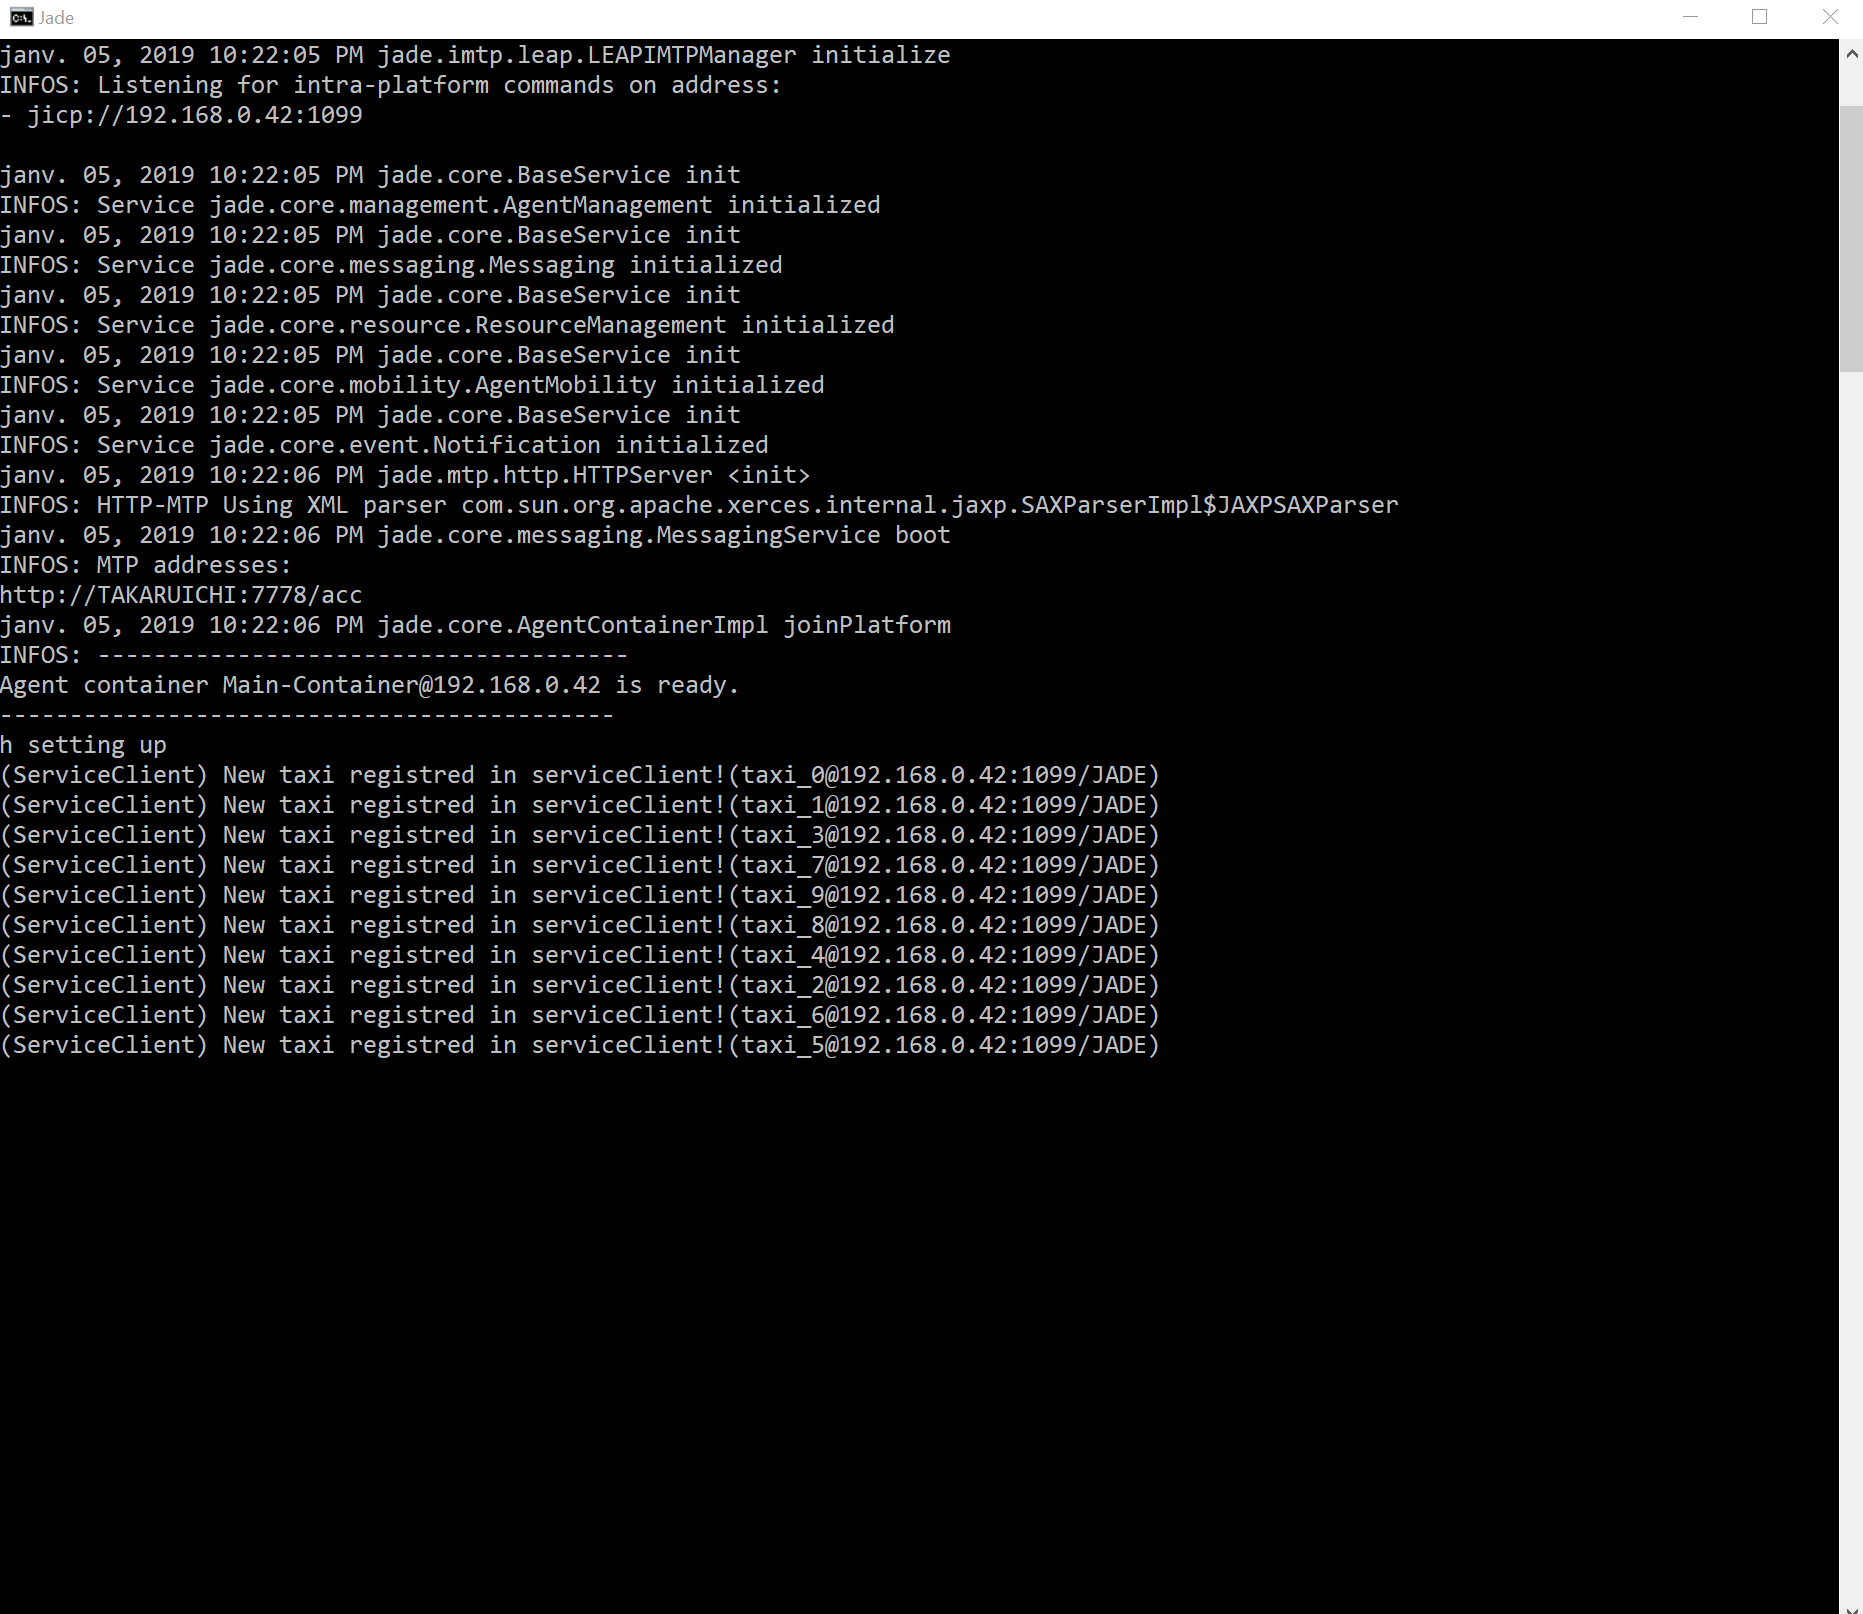 Jade
janv. 05, 2019 10:22:05 PM jade.imtp.leap.LEAPIMTPManager initialize
INFOS: Listening for intra-platform commands on address:
- jicp://192.168.0.42:1099
janv. 05, 2019 10:22:05 PM jade.core.BaseService init
INFOS: Service jade.core.management.AgentManagement initialized
janv. 05, 2019 10:22:05 PM jade.core.BaseService init
INFOS: Service jade.core.messaging.Messaging initialized
janv. 05, 2019 10:22:05 PM jade.core.BaseService init
INFOS: Service jade.core.resource.ResourceManagement initialized
janv. 05, 2019 10:22:05 PM jade.core.BaseService init
INFOS: Service jade.core.mobility.AgentMobility initialized
janv. 05, 2019 10:22:05 PM jade.core.BaseService init
INFOS: Service jade.core.event.Notification initialized
janv. 05, 2019 10:22:06 PM jade.mtp.http.HTTPServer <init>
INFOS: HTTP-MTP Using XML parser com.sun.org.apache.xerces.internal.jaxp.SAXParserImpl$JAXPSAXParser
janv. 05, 2019 10:22:06 PM jade.core.messaging.MessagingService boot
INFOS: MTP addresses:
http://TAKARUICHI:7778/acc
janv. 05, 2019 10:22:06 PM jade.core.AgentContainerImpl joinPlatform
INFOS: --------------------------------------
Agent container Main-Container@192.168.0.42 is ready.
--------------------------------------------
h setting up
(ServiceClient) New taxi registred in serviceClient!(taxi_0@192.168.0.42:1099/JADE)
(ServiceClient) New taxi registred in serviceClient!(taxi_1@192.168.0.42:1099/JADE)
(ServiceClient) New taxi registred in serviceClient!(taxi_3@192.168.0.42:1099/JADE)
(ServiceClient) New taxi registred in serviceClient!(taxi_7@192.168.0.42:1099/JADE)
(ServiceClient) New taxi registred in serviceClient!(taxi_9@192.168.0.42:1099/JADE)
(ServiceClient) New taxi registred in serviceClient!(taxi_8@192.168.0.42:1099/JADE)
(ServiceClient) New taxi registred in serviceClient!(taxi_4@192.168.0.42:1099/JADE)
(ServiceClient) New taxi registred in serviceClient!(taxi_2@192.168.0.42:1099/JADE)
(ServiceClient) New taxi registred in serviceClient!(taxi_6@192.168.0.42:1099/JADE)
(ServiceClient) New taxi registred in serviceClient!(taxi_5@192.168.0.42:1099/JADE)